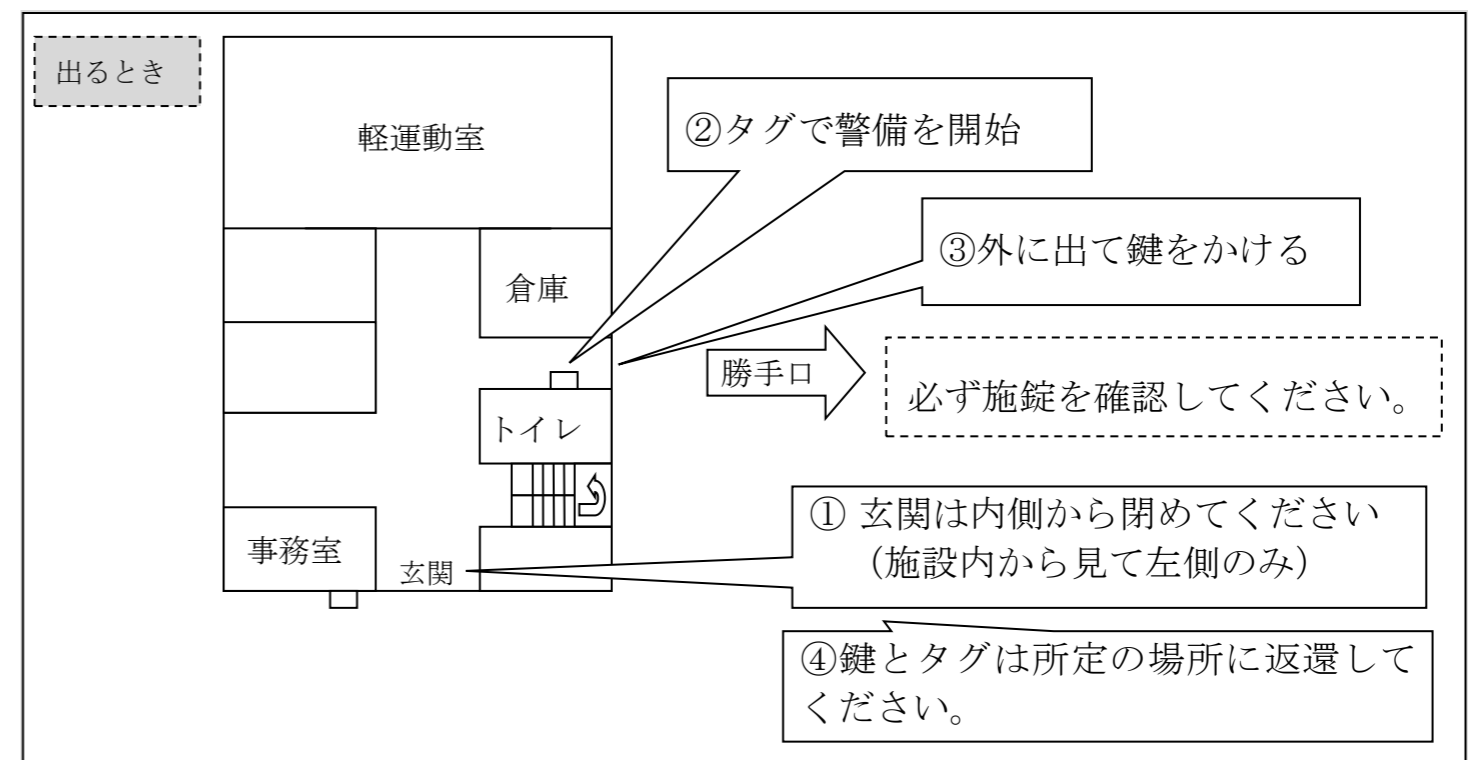 出るとき
軽運動室
②タグで警備を開始
③外に出て鍵をかける
倉庫
勝手口
必ず施錠を確認してください。
トイレ
① 玄関は内側から閉めてください
（施設内から見て左側のみ）
事務室
玄関
④鍵とタグは所定の場所に返還して
ください。